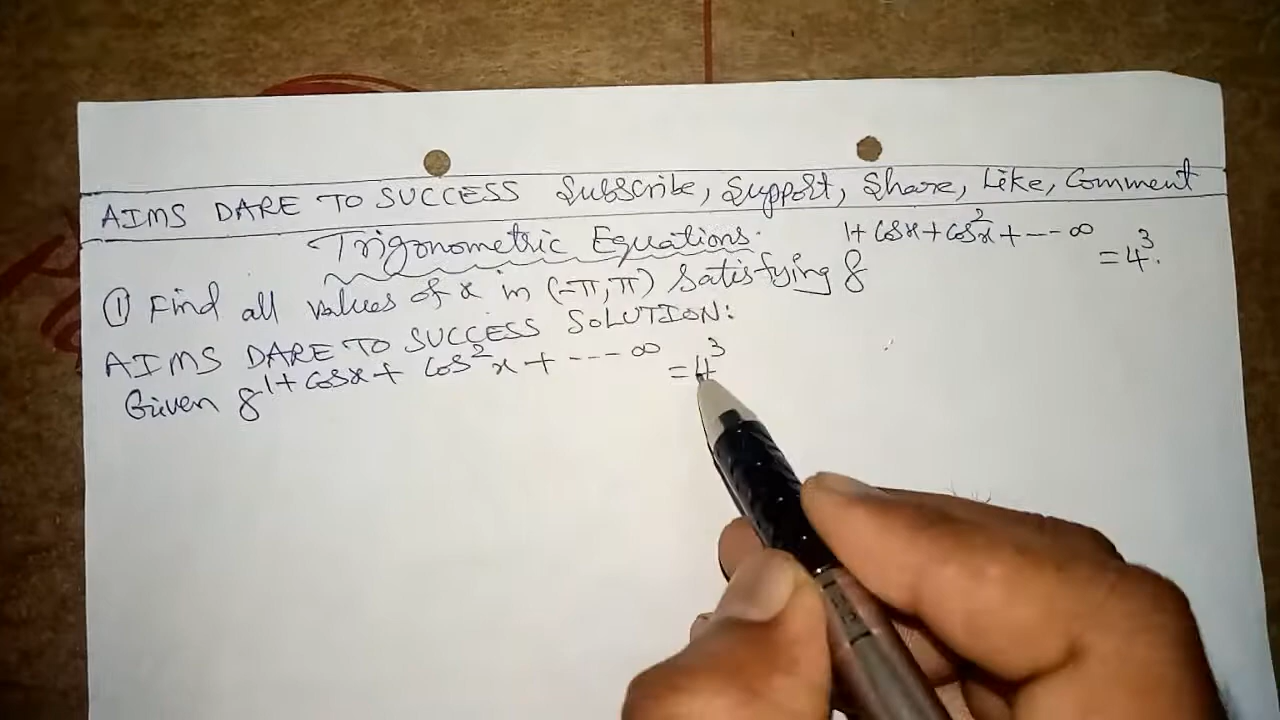 AIMS DARE TO SUCCESS Subscribe, Support, Share, Like, Comment
Trigonometric Equations.
① Find all values of x in (-π, π) satisfying 8^{1+cosx+cos²x+---∞} = 4³.
AIMS DARE TO SUCCESS SOLUTION:
Given 8^{1+cosx+cos²x+---∞} = 4³